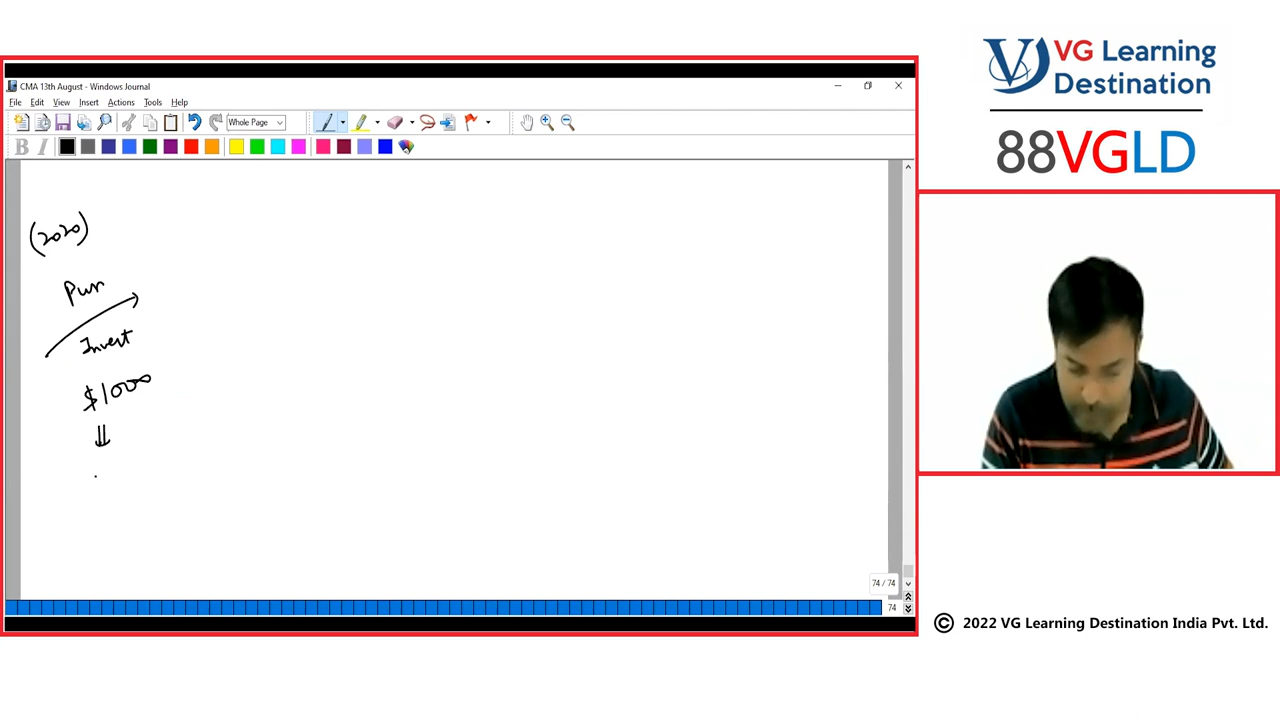 CMA 13th August - Windows Journal
File Edit View Insert Actions Tools Help
Whole Page
B I
(2020)
Pur
Invest
$1000
74 / 74
74
VG Learning
Destination
88VGLD
© 2022 VG Learning Destination India Pvt. Ltd.